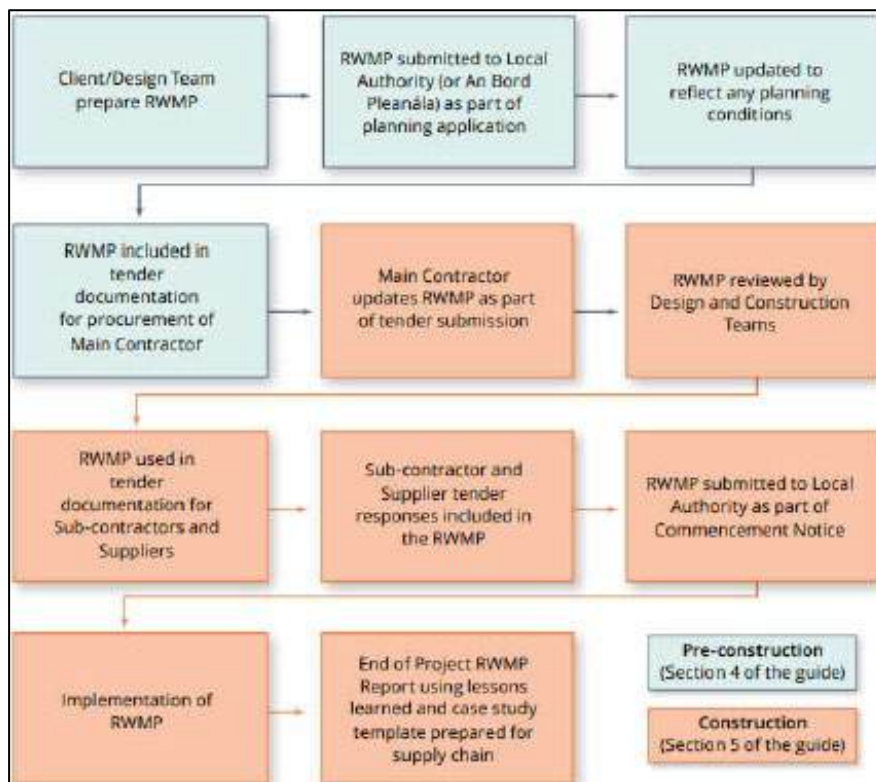 Client/Design Team
prepare RWMP
RWMP submitted to Local
Authority (or An Bord
Pleanála) as part of
planning application
RWMP updated to
reflect any planning
conditions
RWMP included in
tender
documentation
for procurement of
Main Contractor
Main Contractor
updates RWMP as part
of tender submission
RWMP reviewed by
Design and Construction
Teams
RWMP used in
tender
documentation for
Sub-contractors and
Suppliers
Sub-contractor and
Supplier tender
responses included in
the RWMP
RWMP submitted to Local
Authority as part of
Commencement Notice
Implementation of
RWMP
End of Project RWMP
Report using lessons
learned and case study
template prepared for
supply chain
Pre-construction
(Section 4 of the guide)
Construction
(Section 5 of the guide)